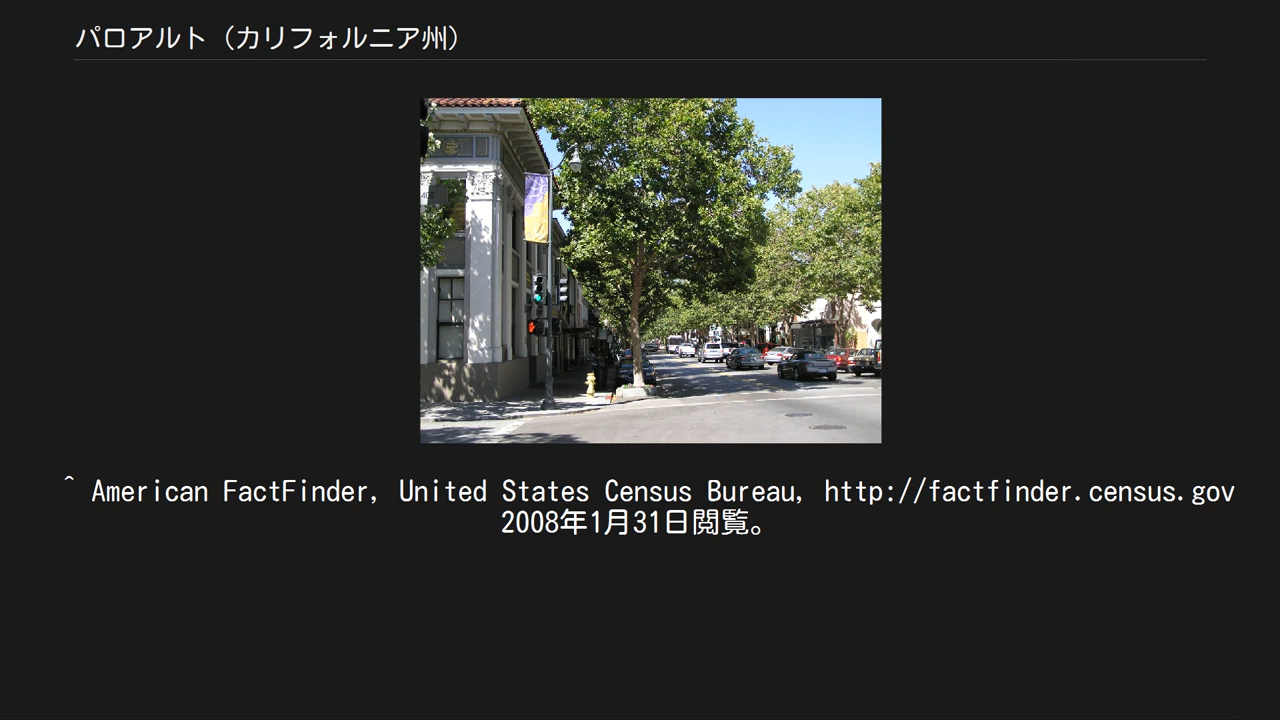 パロアルト（カリフォルニア州）
^ American FactFinder, United States Census Bureau, http://factfinder.census.gov
2008年1月31日閲覧。